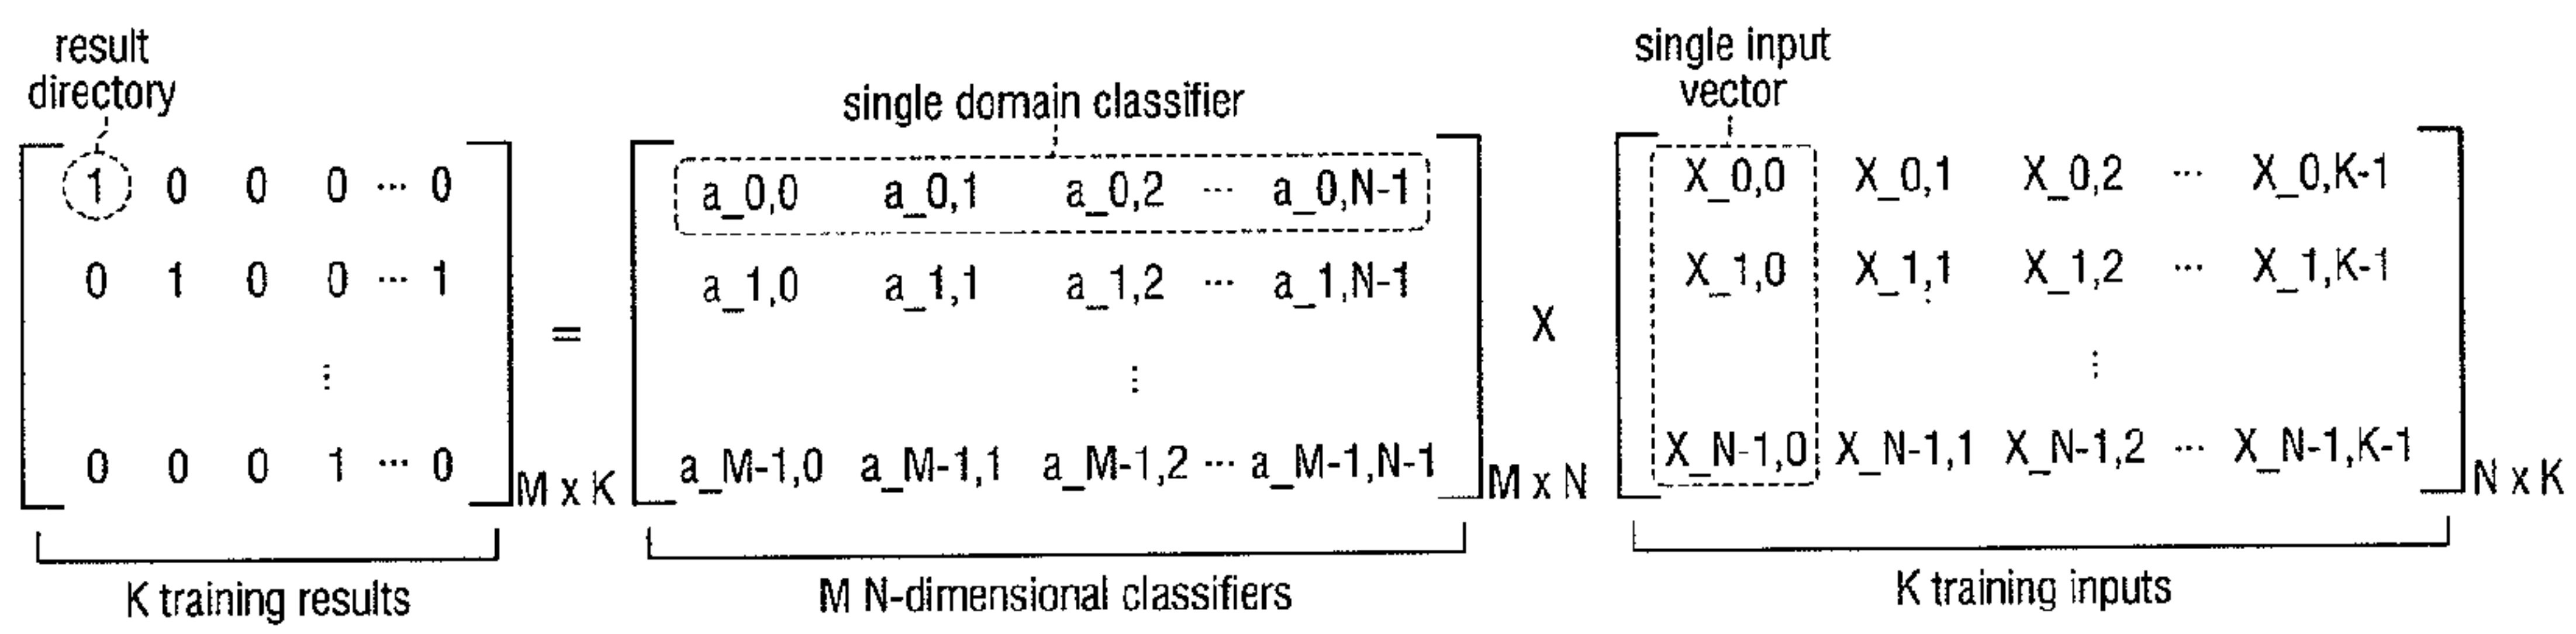 result
directory
single domain classifier
single input
vector
1 0 0 0 ... 0
0 1 0 0 ... 1
⋮
0 0 0 1 ... 0
M x K
=
a_0,0 a_0,1 a_0,2 ... a_0,N-1
a_1,0 a_1,1 a_1,2 ... a_1,N-1
⋮
a_M-1,0 a_M-1,1 a_M-1,2 ... a_M-1,N-1
M x N
X
X_0,0 X_0,1 X_0,2 ... X_0,K-1
X_1,0 X_1,1 X_1,2 ... X_1,K-1
⋮
X_N-1,0 X_N-1,1 X_N-1,2 ... X_N-1,K-1
N x K
K training results
M N-dimensional classifiers
K training inputs